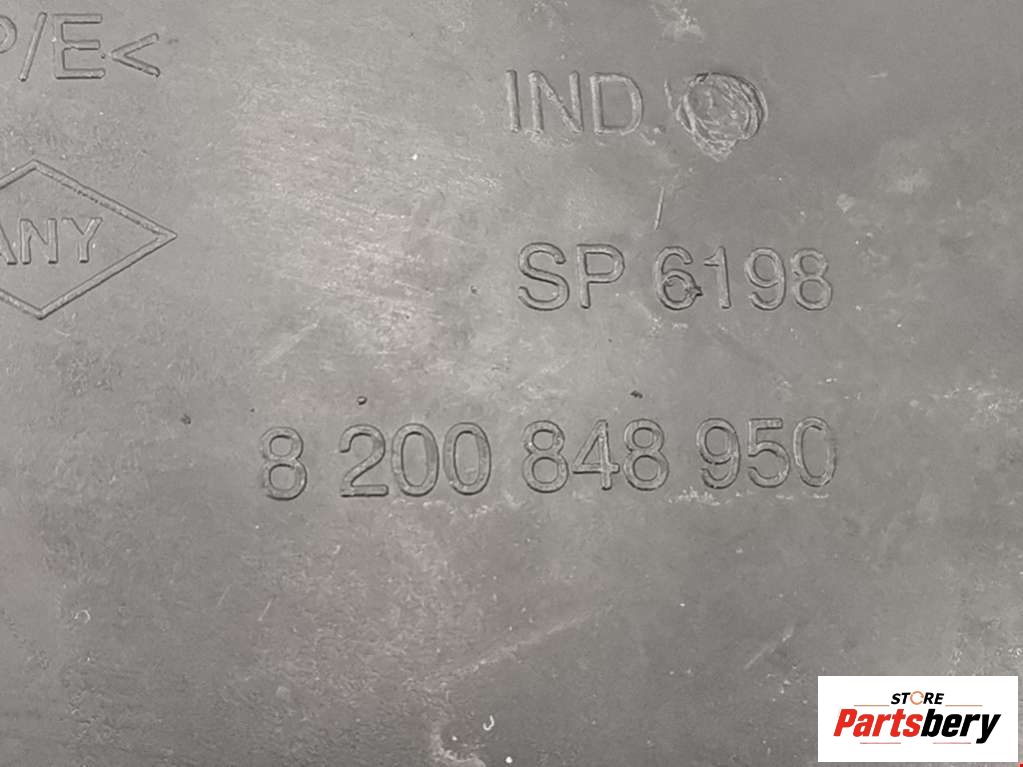 P/E<
IND.
ANY
SP 6198
8 200 848 950
STORE
Partsbery